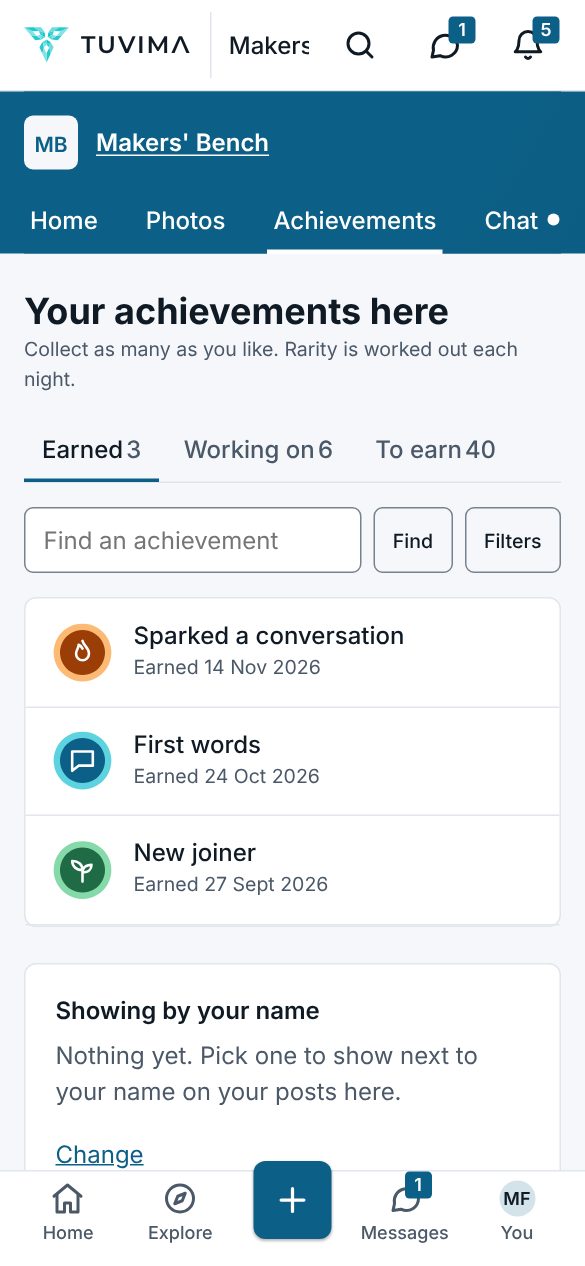 TUVIMA
Makers
1
5
MB
Makers' Bench
Home
Photos
Achievements
Chat
Your achievements here
Collect as many as you like. Rarity is worked out each
night.
Earned 3
Working on 6
To earn 40
Find an achievement
Find
Filters
Sparked a conversation
Earned 14 Nov 2026
First words
Earned 24 Oct 2026
New joiner
Earned 27 Sept 2026
Showing by your name
Nothing yet. Pick one to show next to
your name on your posts here.
Change
Home
Explore
1
Messages
MF
You